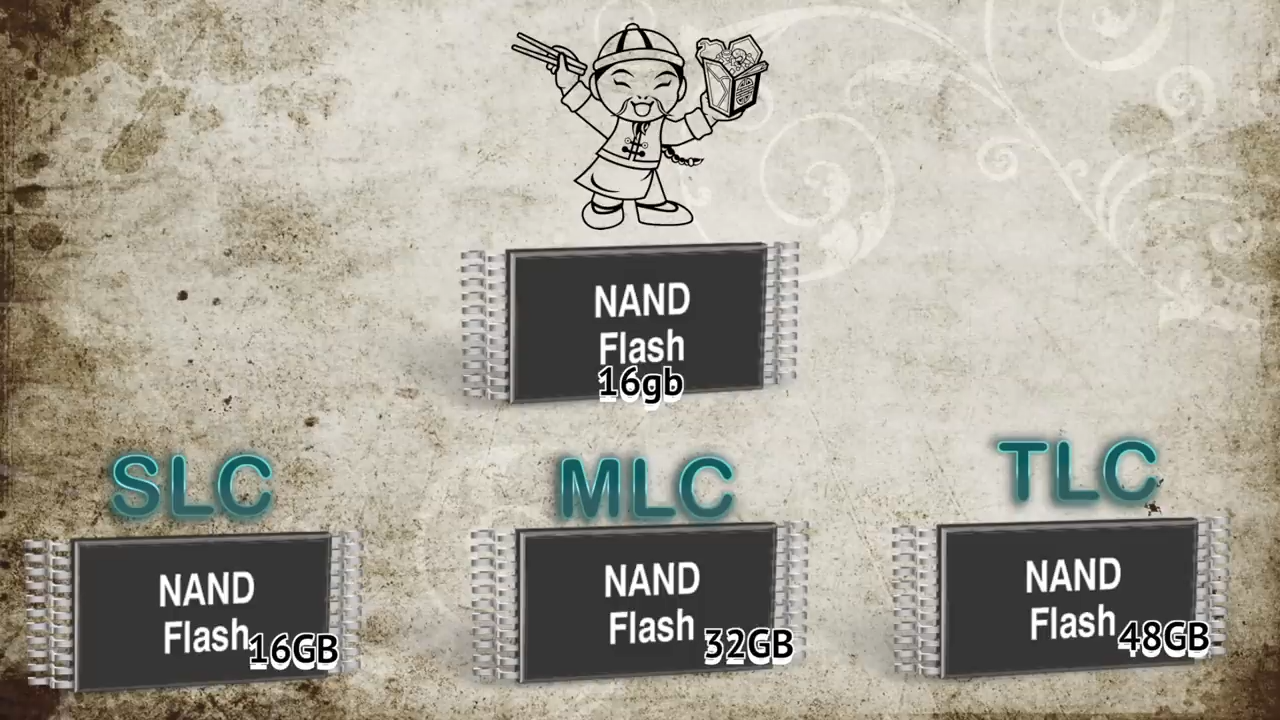 NAND
Flash
16gb
SLC
MLC
TLC
NAND
Flash
16GB
NAND
Flash
32GB
NAND
Flash
48GB